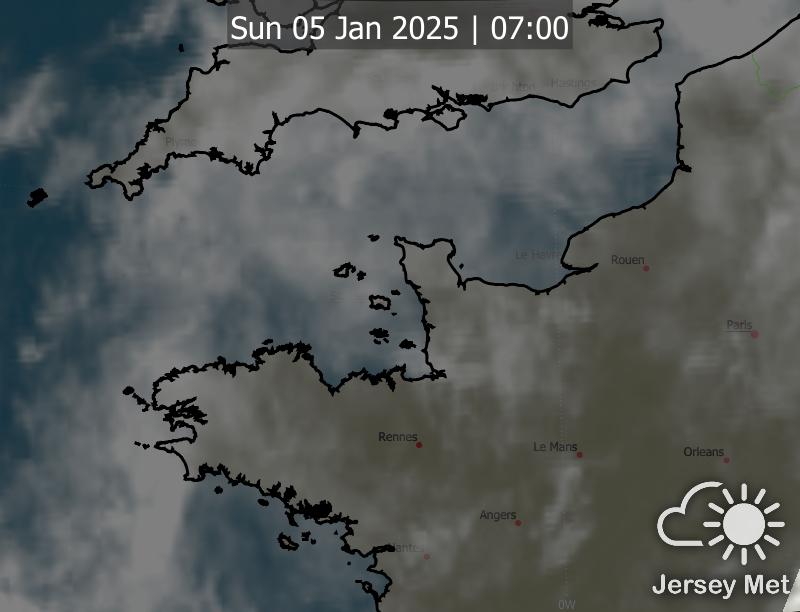 Sun 05 Jan 2025 | 07:00
Hastings
Le Havre
Rouen
Paris
Rennes
Le Mans
Orleans
Angers
Nantes
Jersey Met
0W